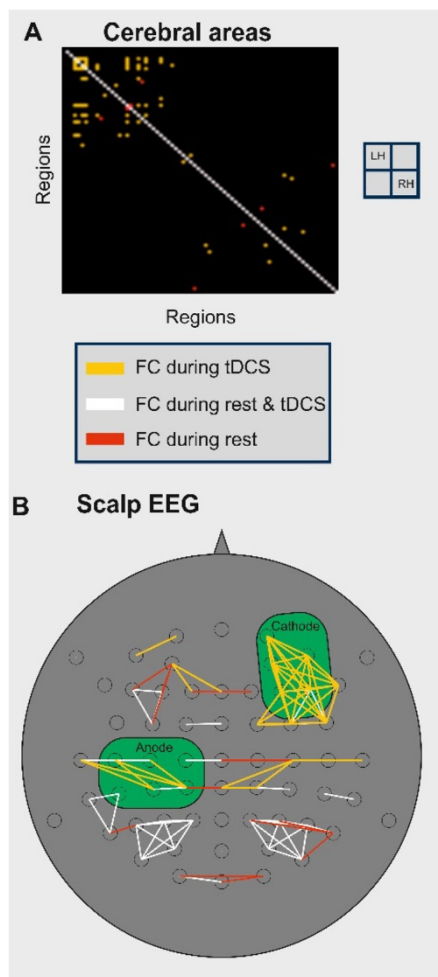 A
Cerebral areas
Regions
LH
RH
Regions
FC during tDCS
FC during rest & tDCS
FC during rest
B
Scalp EEG
Cathode
Anode